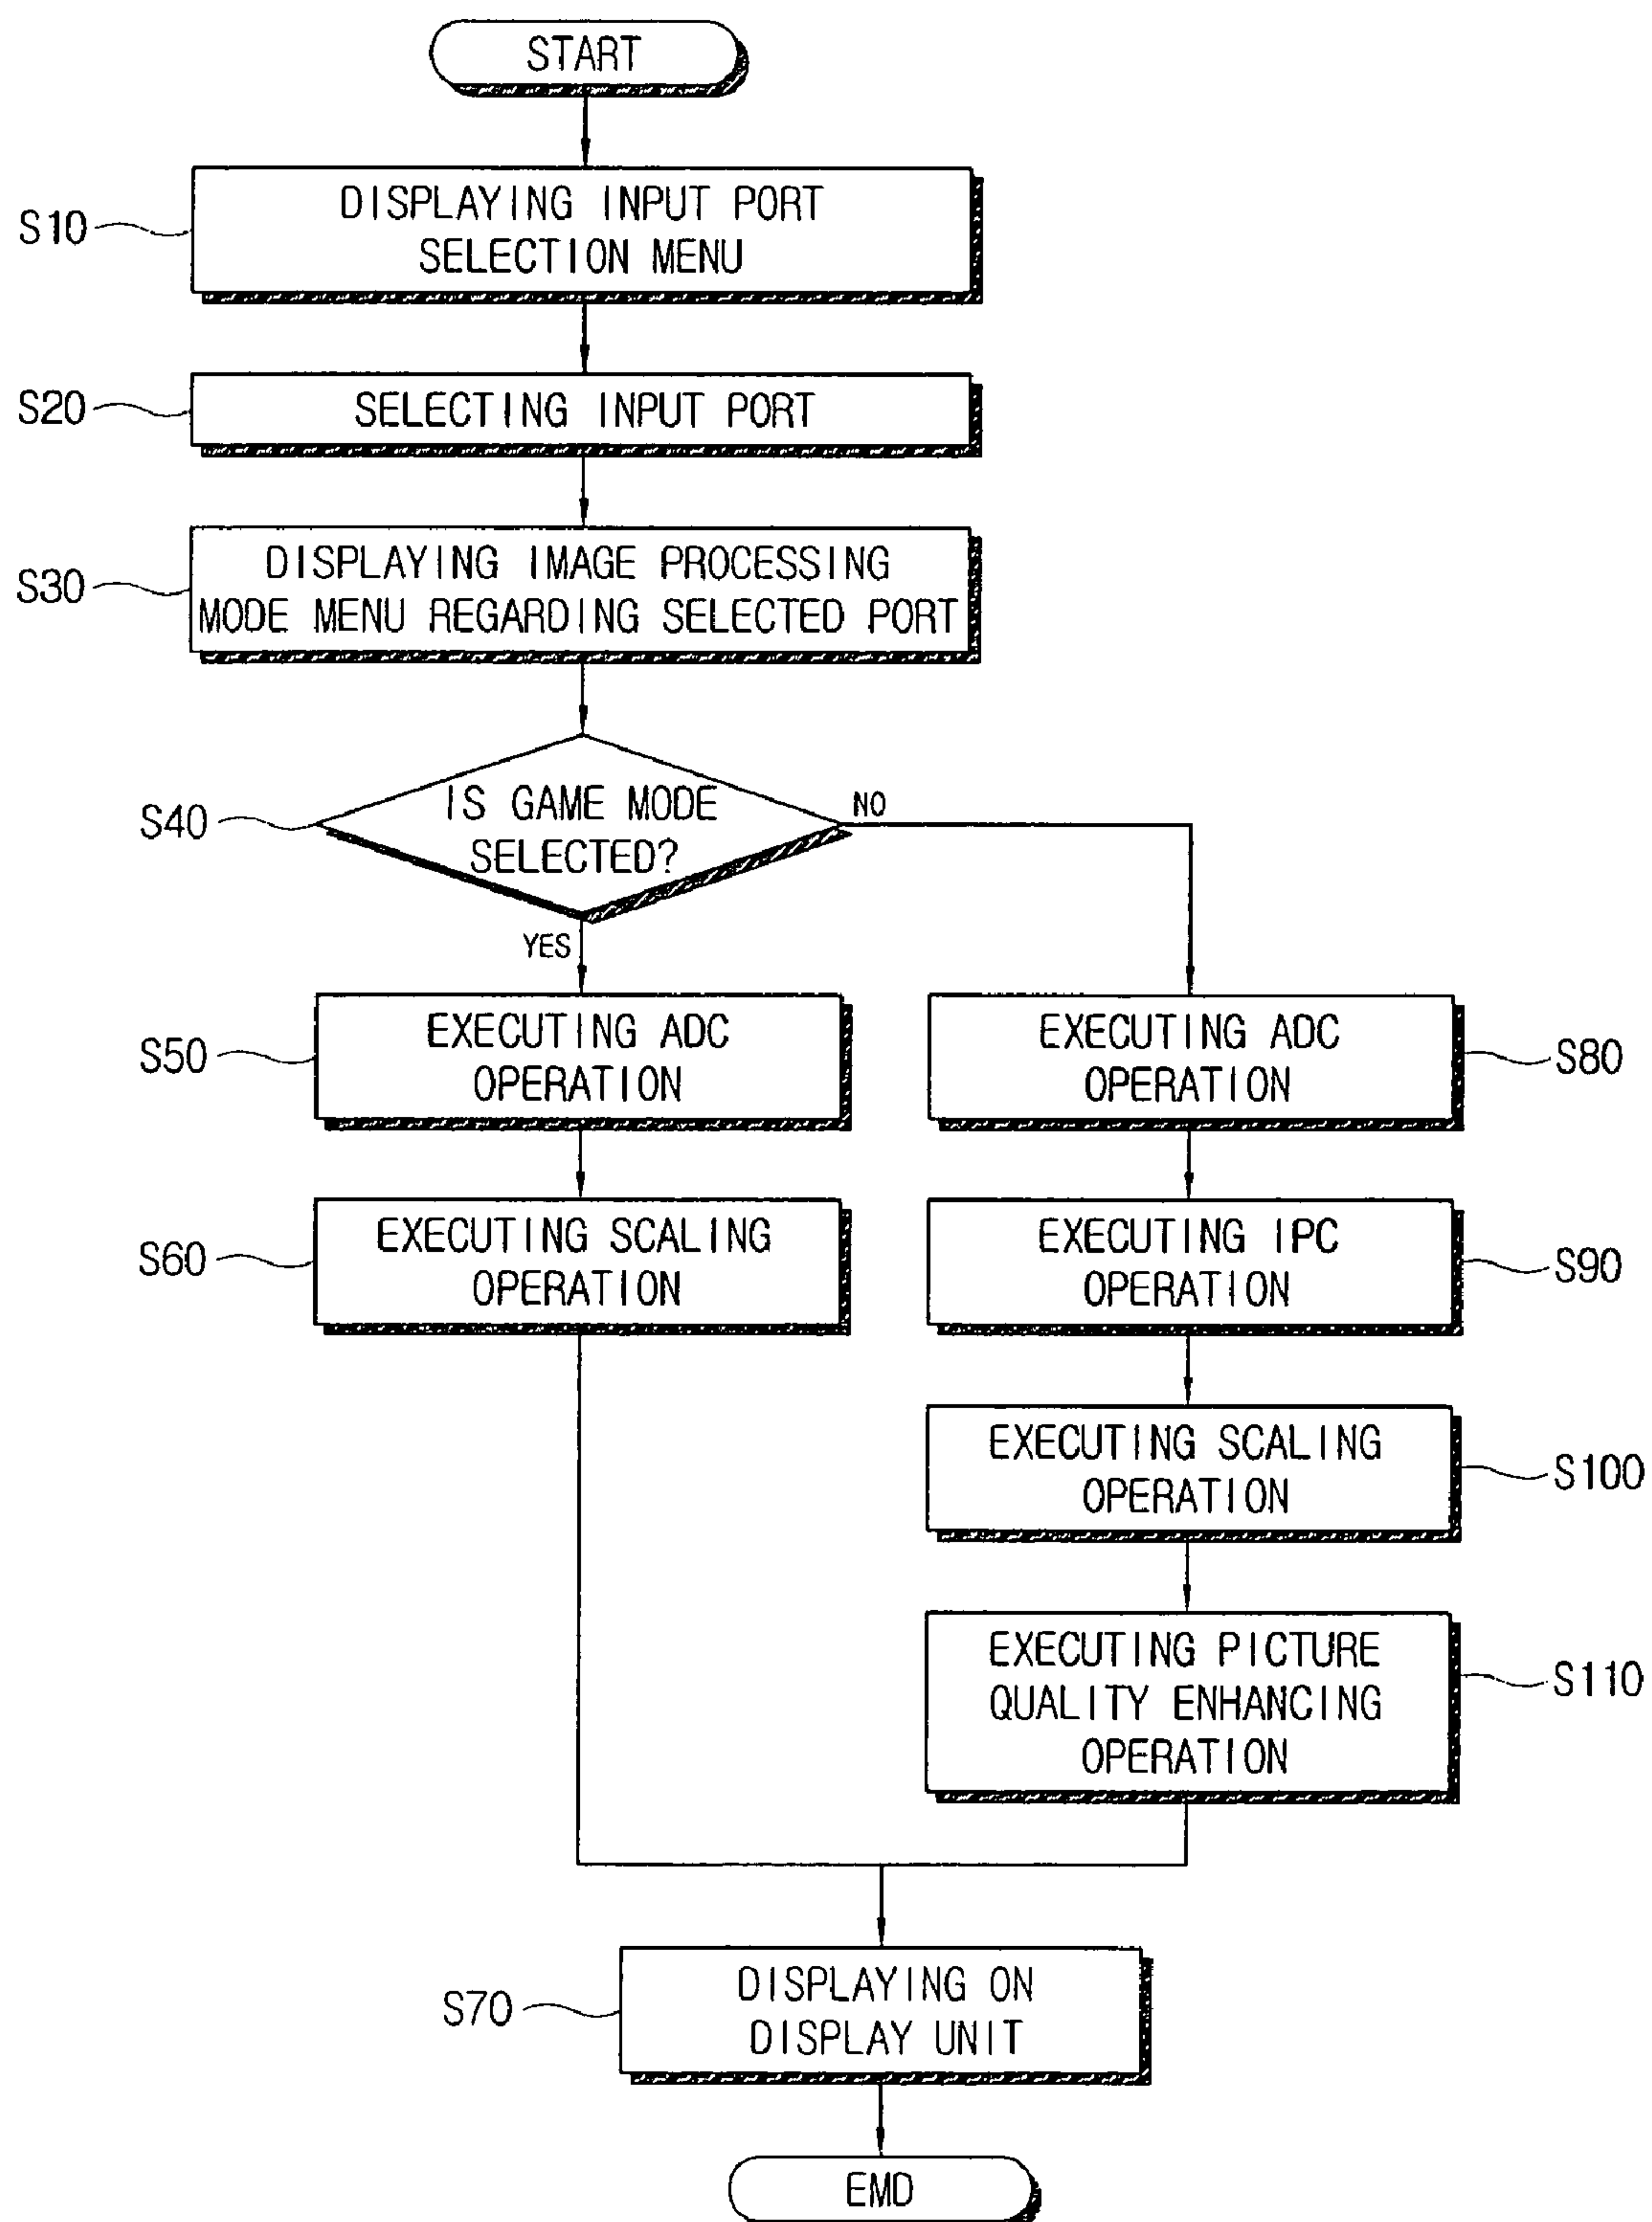 START
S10
DISPLAYING INPUT PORT
SELECTION MENU
S20
SELECTING INPUT PORT
S30
DISPLAYING IMAGE PROCESSING
MODE MENU REGARDING SELECTED PORT
S40
IS GAME MODE
SELECTED?
NO
YES
S50
EXECUTING ADC
OPERATION
EXECUTING ADC
OPERATION
S80
S60
EXECUTING SCALING
OPERATION
EXECUTING IPC
OPERATION
S90
EXECUTING SCALING
OPERATION
S100
EXECUTING PICTURE
QUALITY ENHANCING
OPERATION
S110
S70
DISPLAYING ON
DISPLAY UNIT
EMD